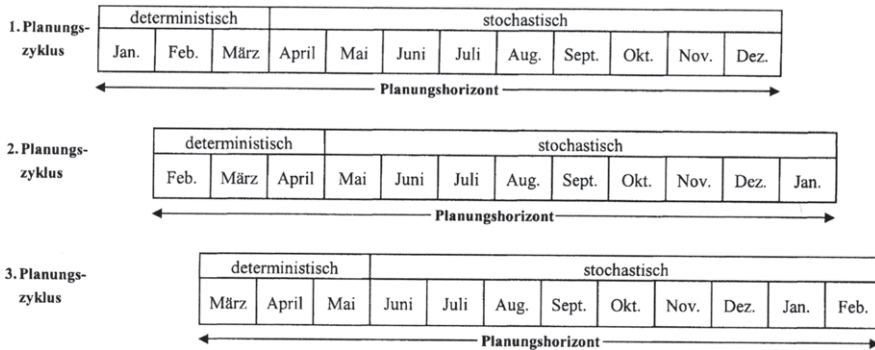 deterministisch stochastisch
1. Planungs-
zyklus
Jan. Feb. März April Mai Juni Juli Aug. Sept. Okt. Nov. Dez.
Planungshorizont
deterministisch stochastisch
2. Planungs-
zyklus
Feb. März April Mai Juni Juli Aug. Sept. Okt. Nov. Dez. Jan.
Planungshorizont
deterministisch stochastisch
3. Planungs-
zyklus
März April Mai Juni Juli Aug. Sept. Okt. Nov. Dez. Jan. Feb.
Planungshorizont